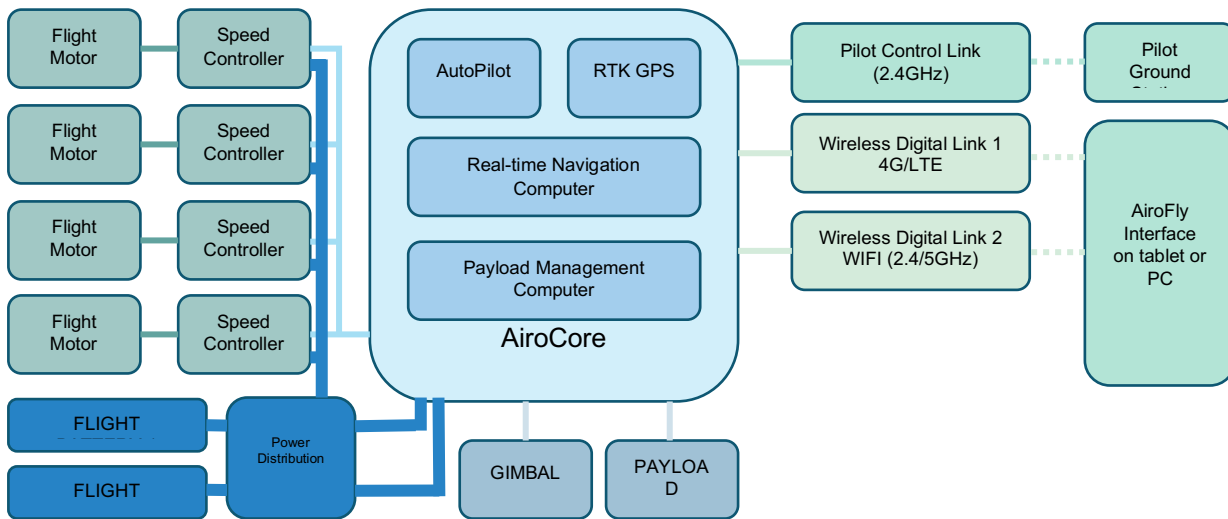 Flight
Motor
Speed
Controller
Flight
Motor
Speed
Controller
Flight
Motor
Speed
Controller
Flight
Motor
Speed
Controller
FLIGHT
FLIGHT
Power
Distribution
AutoPilot
RTK GPS
Real-time Navigation
Computer
Payload Management
Computer
AiroCore
GIMBAL
PAYLOA
D
Pilot Control Link
(2.4GHz)
Wireless Digital Link 1
4G/LTE
Wireless Digital Link 2
WIFI (2.4/5GHz)
Pilot
Ground
AiroFly
Interface
on tablet or
PC